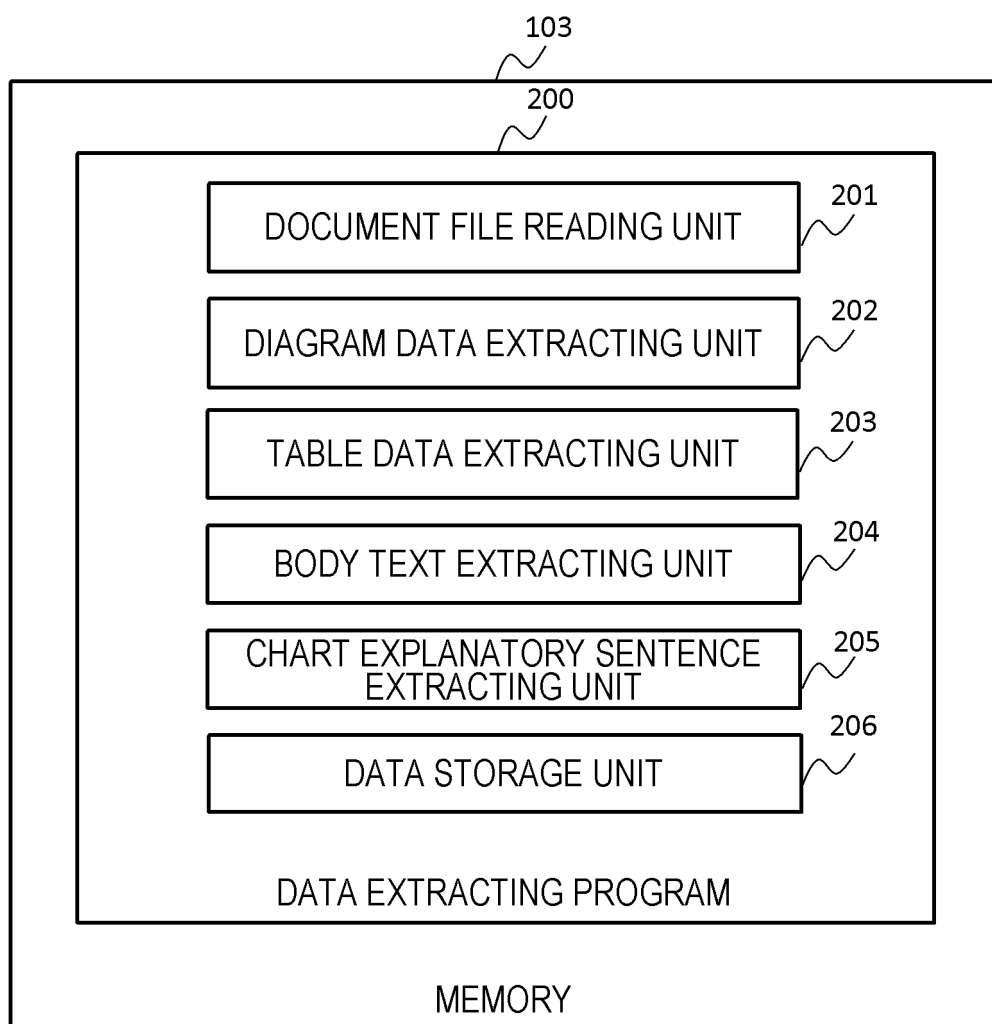 103
200
DOCUMENT FILE READING UNIT
201
DIAGRAM DATA EXTRACTING UNIT
202
TABLE DATA EXTRACTING UNIT
203
BODY TEXT EXTRACTING UNIT
204
CHART EXPLANATORY SENTENCE
EXTRACTING UNIT
205
DATA STORAGE UNIT
206
DATA EXTRACTING PROGRAM
MEMORY